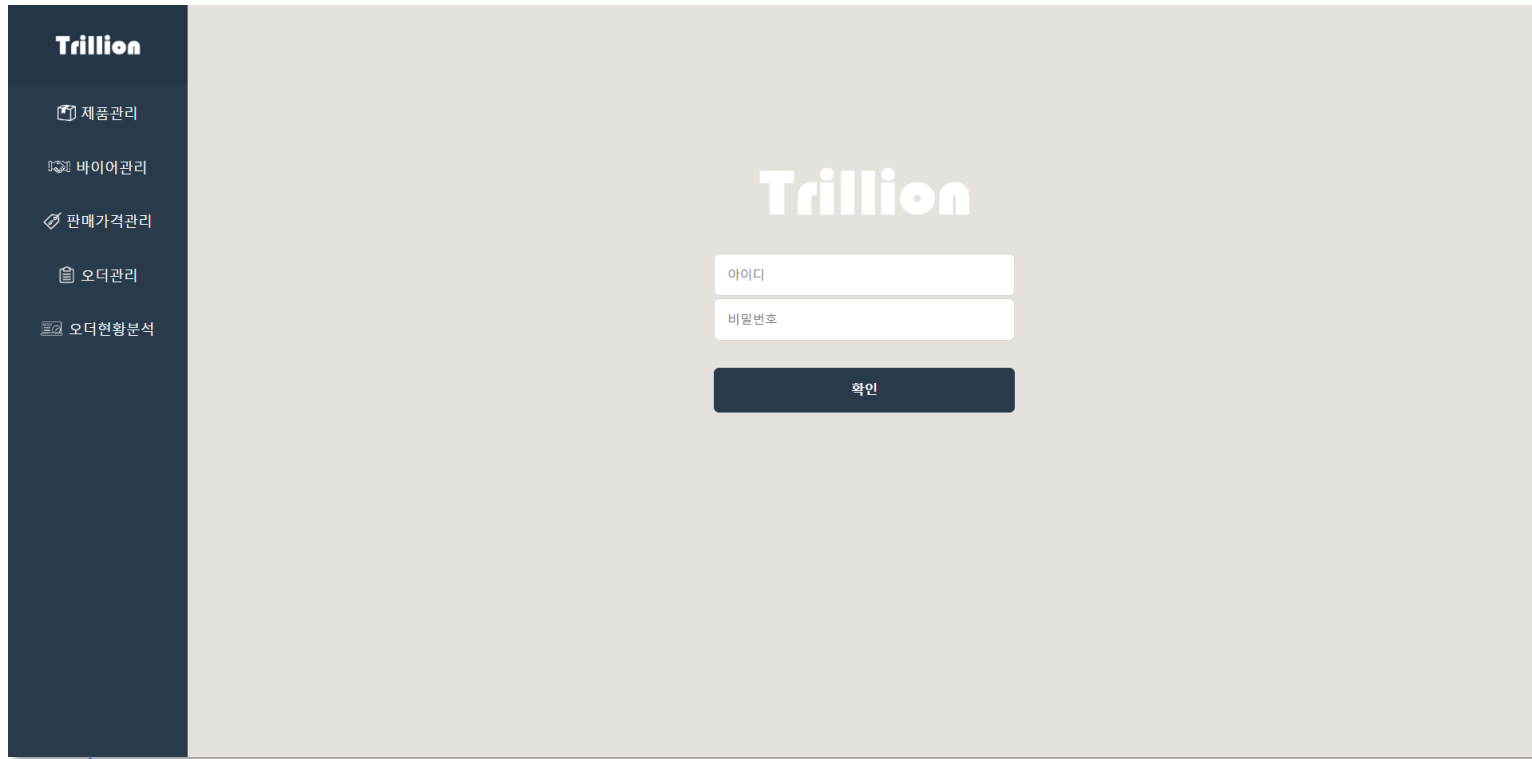 Trillion
제품관리
바이어관리
판매가격관리
오더관리
오더현황분석
Trillion
아이디
비밀번호
확인